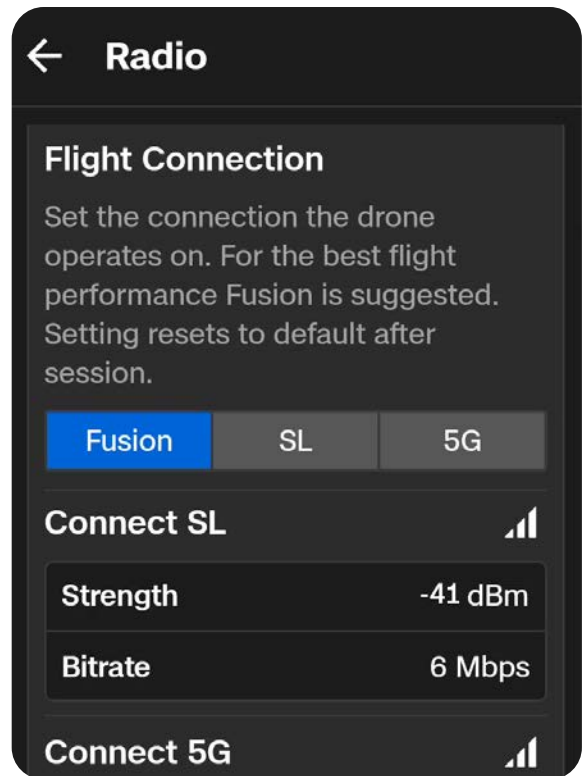 Radio
Flight Connection
Set the connection the drone
operates on. For the best flight
performance Fusion is suggested.
Setting resets to default after
session.
Fusion SL 5G
Connect SL
Strength -41 dBm
Bitrate 6 Mbps
Connect 5G